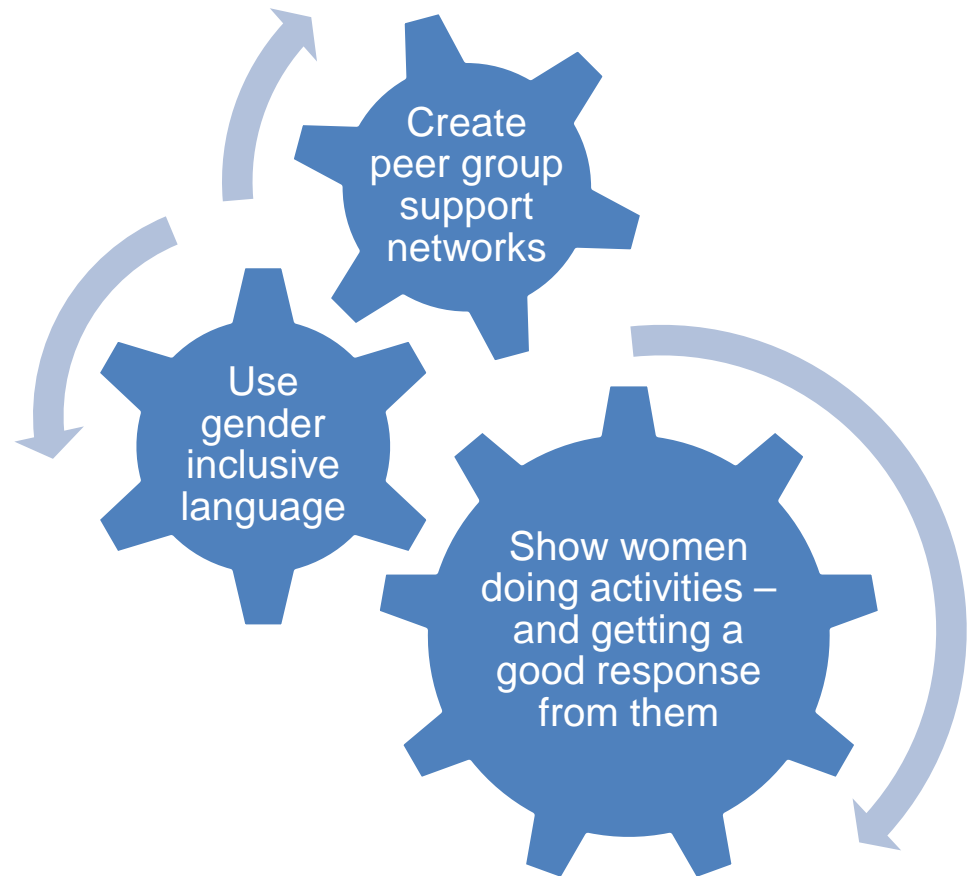 Create
peer group
support
networks
Use
gender
inclusive
language
Show women
doing activities –
and getting a
good response
from them